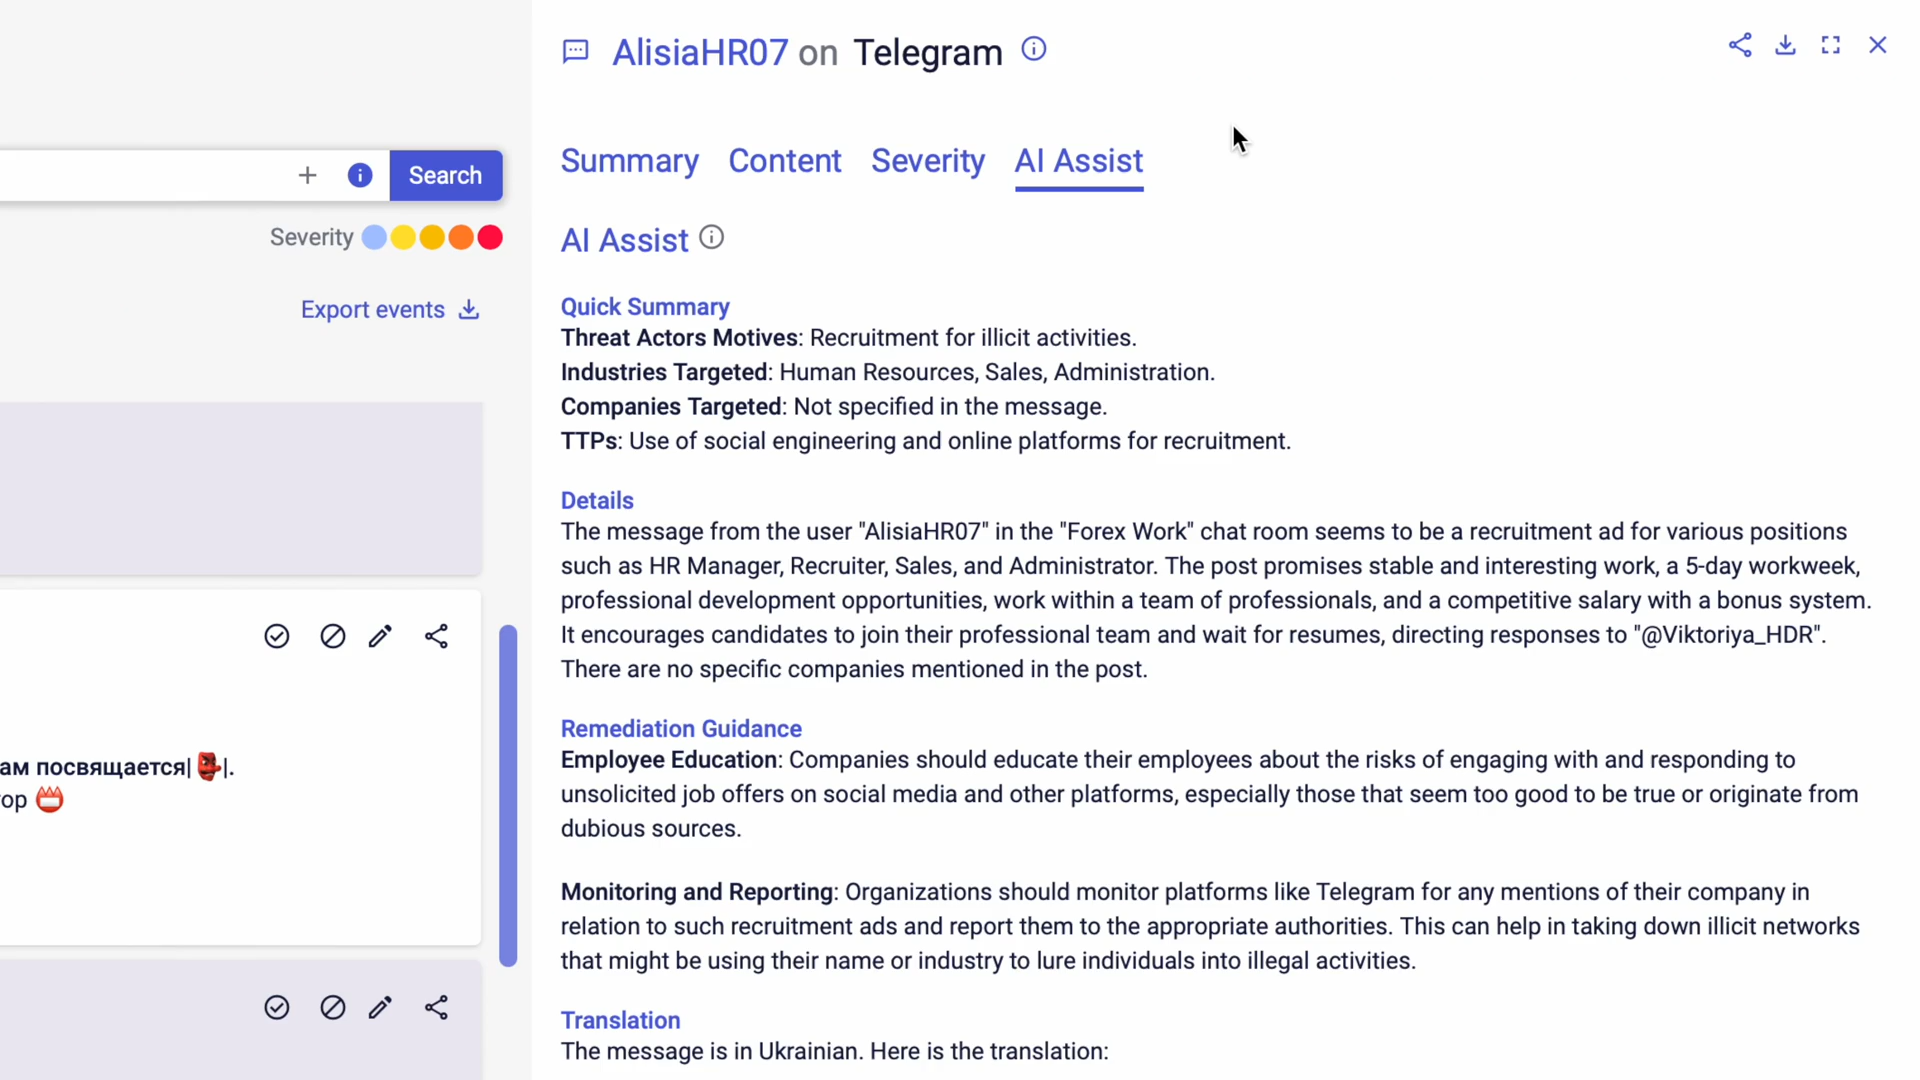 AlisiaHR07 on Telegram
Summary Content Severity AI Assist
Search
Severity
AI Assist
Export events
Quick Summary
Threat Actors Motives: Recruitment for illicit activities.
Industries Targeted: Human Resources, Sales, Administration.
Companies Targeted: Not specified in the message.
TTPs: Use of social engineering and online platforms for recruitment.
Details
The message from the user "AlisiaHR07" in the "Forex Work" chat room seems to be a recruitment ad for various positions
such as HR Manager, Recruiter, Sales, and Administrator. The post promises stable and interesting work, a 5-day workweek,
professional development opportunities, work within a team of professionals, and a competitive salary with a bonus system.
It encourages candidates to join their professional team and wait for resumes, directing responses to "@Viktoriya_HDR".
There are no specific companies mentioned in the post.
Remediation Guidance
Employee Education: Companies should educate their employees about the risks of engaging with and responding to
unsolicited job offers on social media and other platforms, especially those that seem too good to be true or originate from
dubious sources.
ам посвящается|👺|.
ор 📛
Monitoring and Reporting: Organizations should monitor platforms like Telegram for any mentions of their company in
relation to such recruitment ads and report them to the appropriate authorities. This can help in taking down illicit networks
that might be using their name or industry to lure individuals into illegal activities.
Translation
The message is in Ukrainian. Here is the translation: